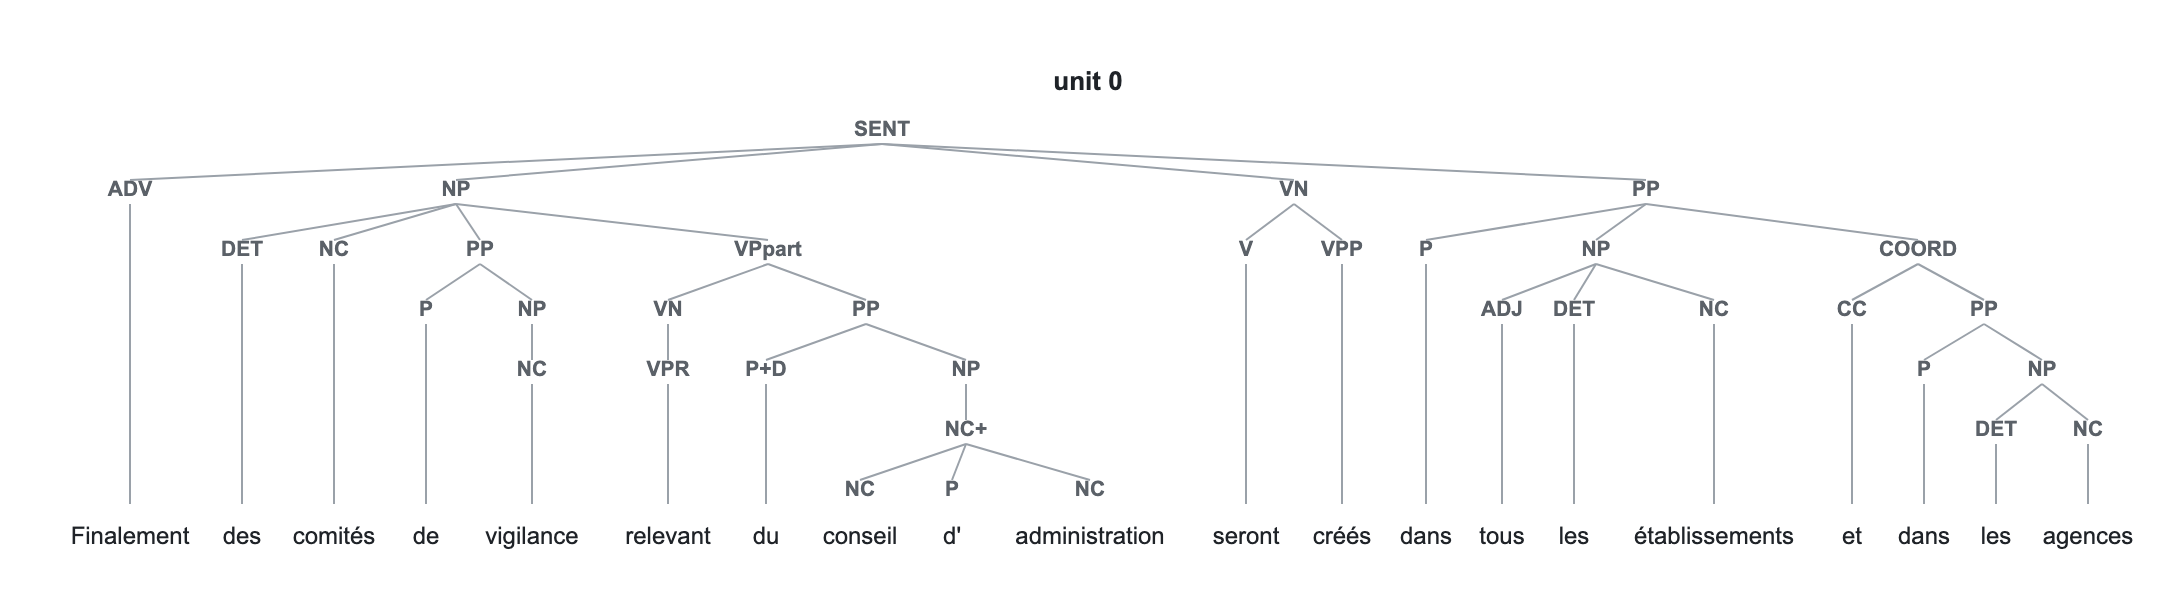 unit 0
SENT
ADV NP VN PP
DET NC PP VPpart V VPP P NP COORD
P NP VN PP ADJ DET NC CC PP
NC VPR P+D NP P NP
NC+ DET NC
NC P NC
Finalement des comités de vigilance relevant du conseil d' administration seront créés dans tous les établissements et dans les agences